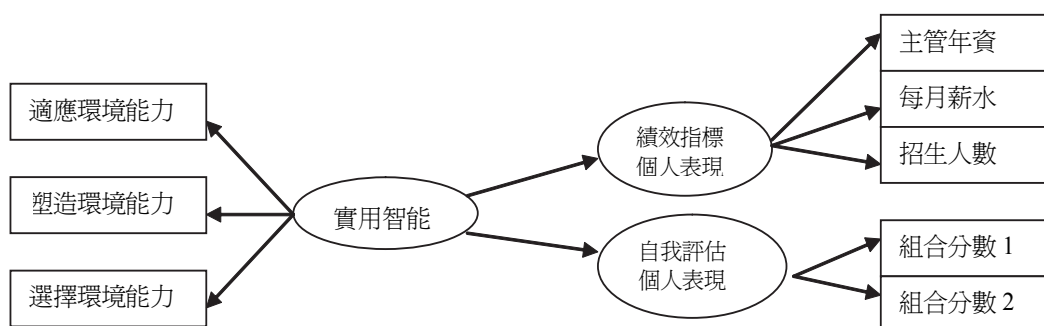 適應環境能力
塑造環境能力
選擇環境能力
實用智能
績效指標
個人表現
自我評估
個人表現
主管年資
每月薪水
招生人數
組合分數 1
組合分數 2